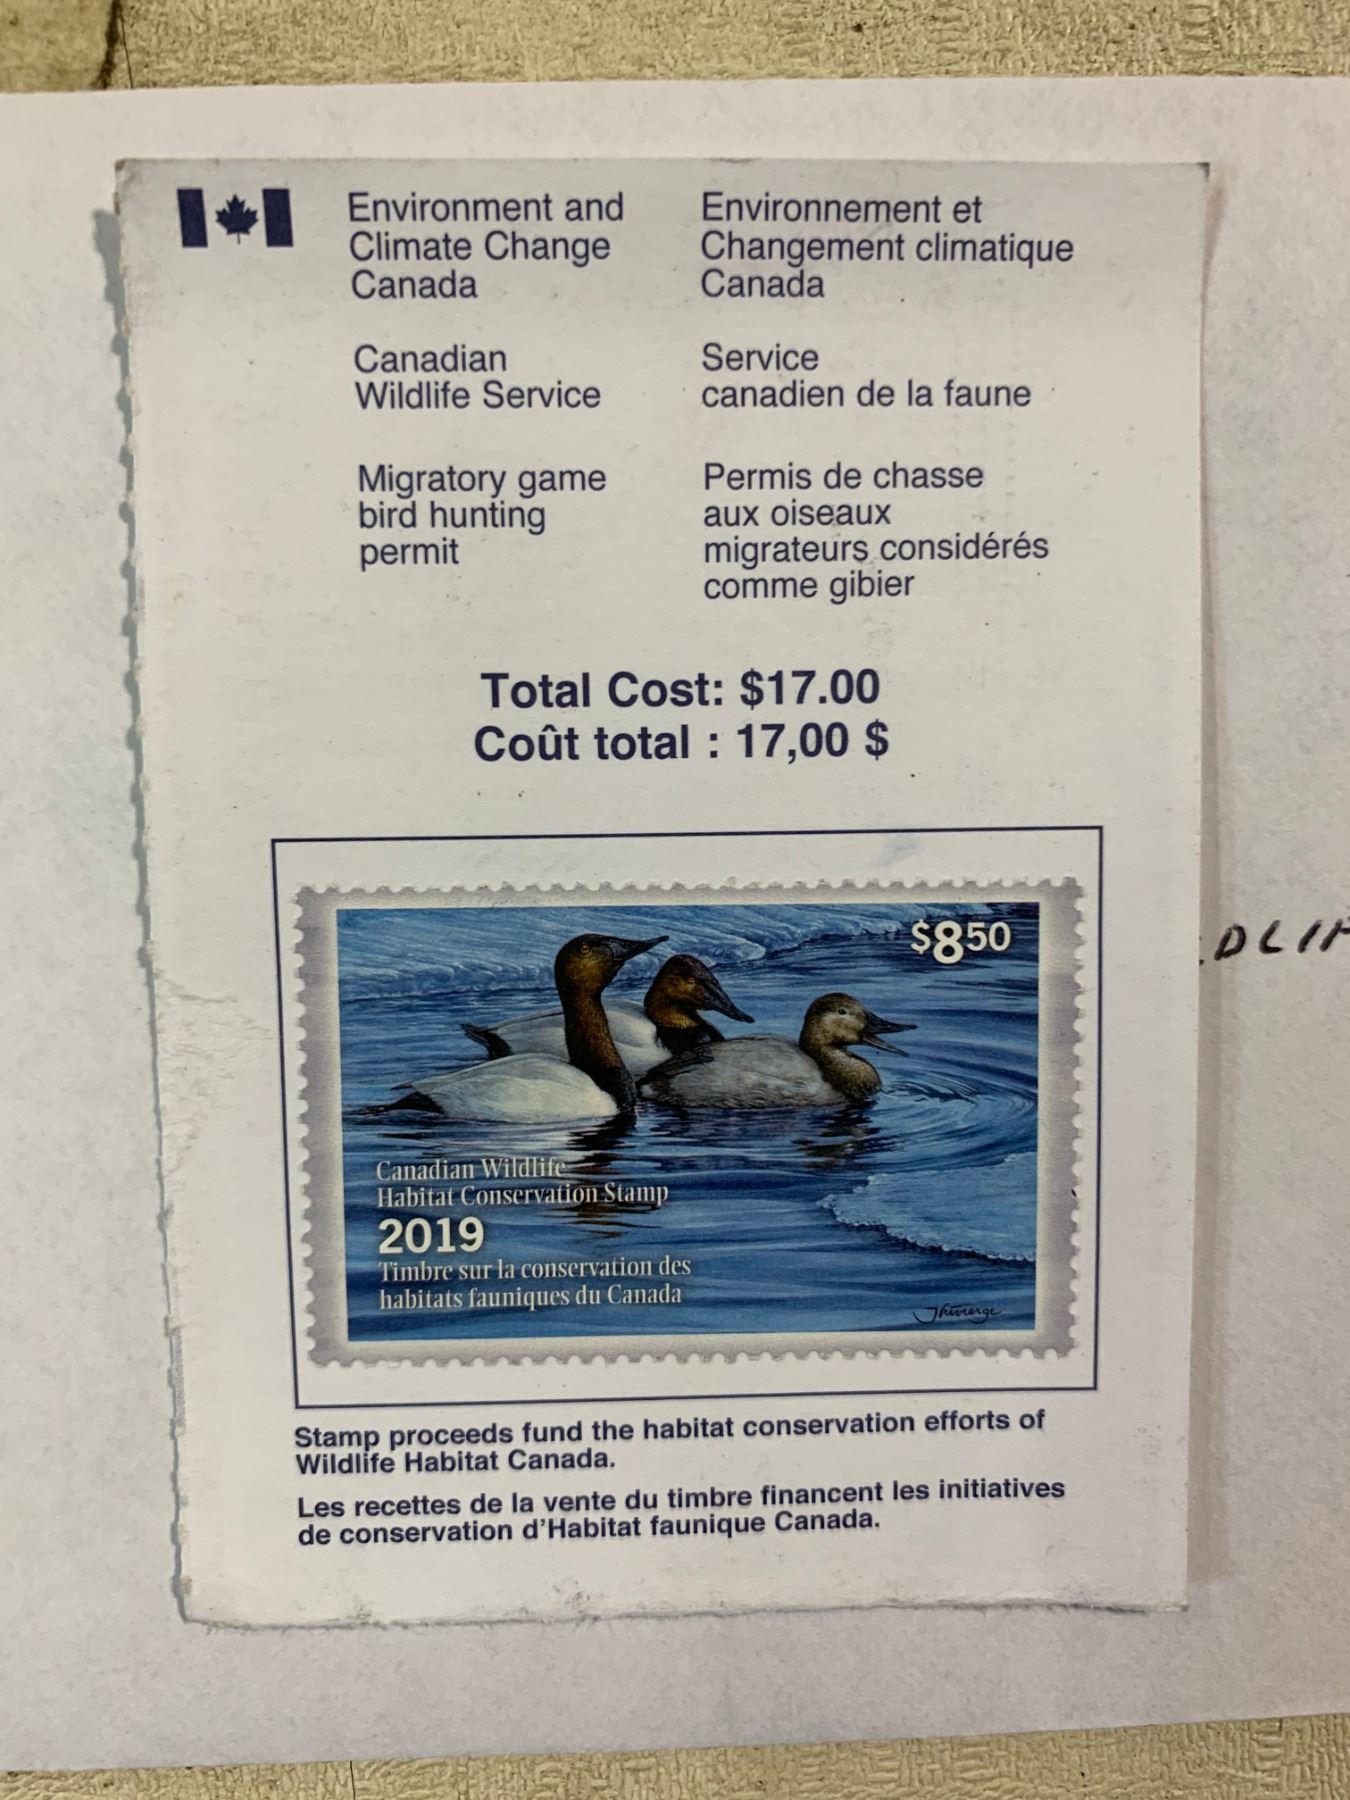 Environment and
Climate Change
Canada
Environnement et
Changement climatique
Canada
Canadian
Wildlife Service
Service
canadien de la faune
Migratory game
bird hunting
permit
Permis de chasse
aux oiseaux
migrateurs considérés
comme gibier
Total Cost: $17.00
Coût total : 17,00 $
$850
Canadian Wildlife
Habitat Conservation Stamp
2019
Timbre sur la conservation des
habitats fauniques du Canada
Stamp proceeds fund the habitat conservation efforts of
Wildlife Habitat Canada.
Les recettes de la vente du timbre financent les initiatives
de conservation d'Habitat faunique Canada.